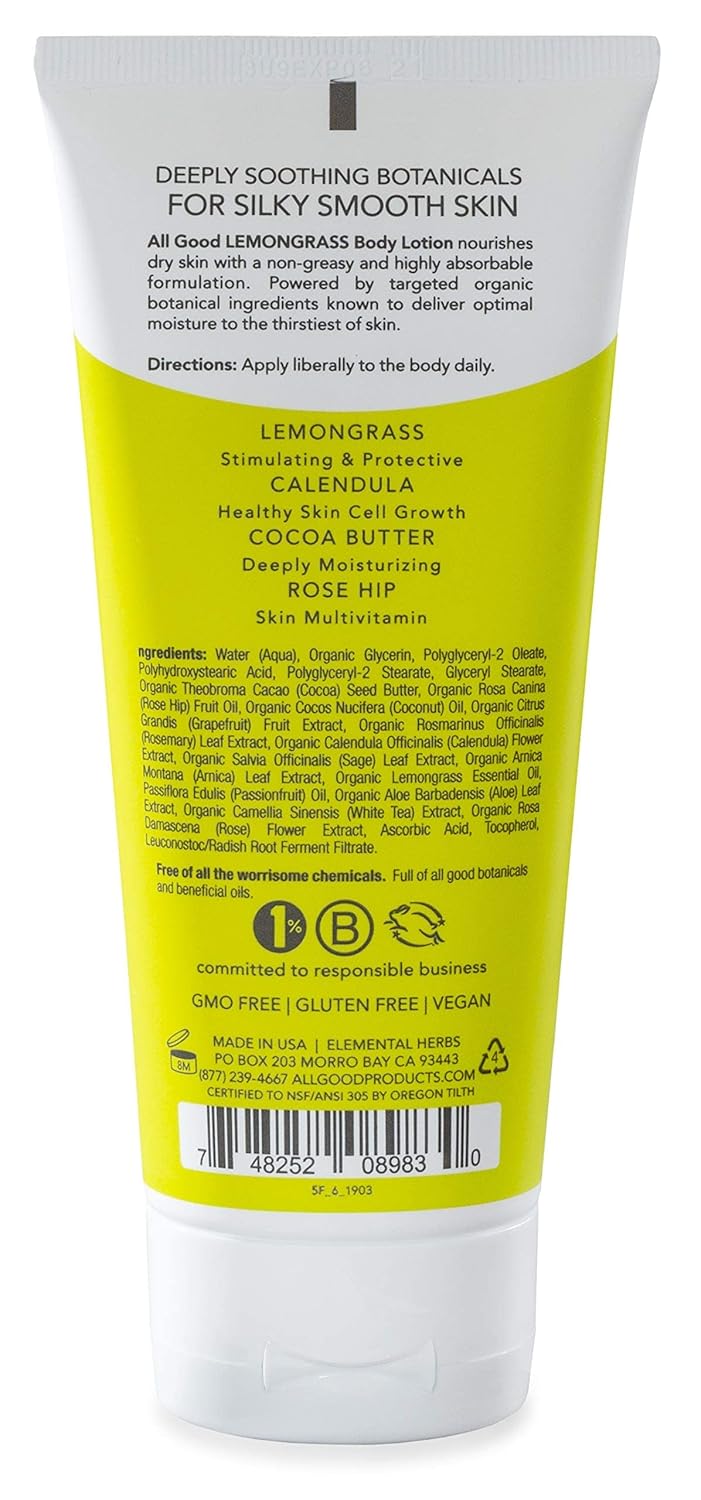 DEEPLY SOOTHING BOTANICALS
FOR SILKY SMOOTH SKIN
All Good LEMONGRASS Body Lotion nourishes
dry skin with a non-greasy and highly absorbable
formulation. Powered by targeted organic
botanical ingredients known to deliver optimal
moisture to the thirstiest of skin.
Directions: Apply liberally to the body daily.
LEMONGRASS
Stimulating & Protective
CALENDULA
Healthy Skin Cell Growth
COCOA BUTTER
Deeply Moisturizing
ROSE HIP
Skin Multivitamin
ngredients: Water (Aqua), Organic Glycerin, Polyglyceryl-2 Oleate,
Polyhydroxystearic Acid, Polyglyceryl-2 Stearate, Glyceryl Stearate,
Organic Theobroma Cacao (Cocoa) Seed Butter, Organic Rosa Canina
(Rose Hip) Fruit Oil, Organic Cocos Nucifera (Coconut) Oil, Organic Citrus
Grandis (Grapefruit) Fruit Extract, Organic Rosmarinus Officinalis
(Rosemary) Leaf Extract, Organic Calendula Officinalis (Calendula) Flower
Extract, Organic Salvia Officinalis (Sage) Leaf Extract, Organic Arnica
Montana (Arnica) Leaf Extract, Organic Lemongrass Essential Oil,
Passiflora Edulis (Passionfruit) Oil, Organic Aloe Barbadensis (Aloe) Leaf
Extract, Organic Camellia Sinensis (White Tea) Extract, Organic Rosa
Damascena (Rose) Flower Extract, Ascorbic Acid, Tocopherol,
Leuconostoc/Radish Root Ferment Filtrate.
Free of all the worrisome chemicals. Full of all good botanicals
and beneficial oils.
1% B
committed to responsible business
GMO FREE | GLUTEN FREE | VEGAN
8M
MADE IN USA | ELEMENTAL HERBS
PO BOX 203 MORRO BAY CA 93443
(877) 239-4667 ALLGOODPRODUCTS.COM
4
CERTIFIED TO NSF/ANSI 305 BY OREGON TILTH
7 48252 08983 0
5F_6_1903